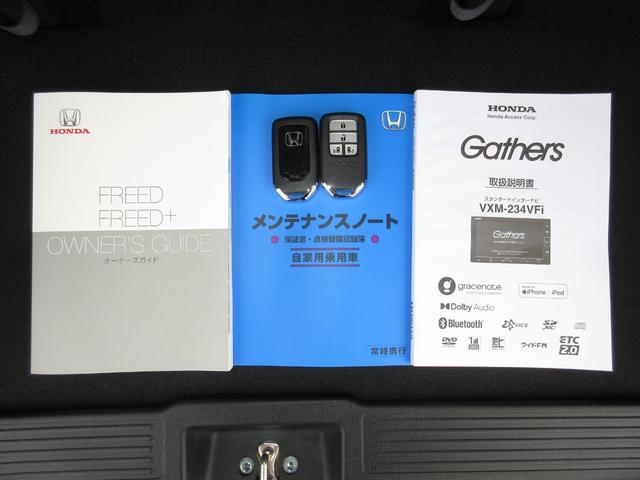 HONDA
FREED
FREED+
OWNER'S GUIDE
オーナーズガイド
メンテナンスノート
保証書・点検整備記録簿
自家用乗用車
常時携行
HONDA
Honda Access Corp.
Gathers
取扱説明書
スタンダードインターナビ
VXM-234VFi
Gathers
gracenote
iPhone | iPod
Dolby Audio
Bluetooth
VICS
SD XC
DVD
ワイドFM
ETC 2.0